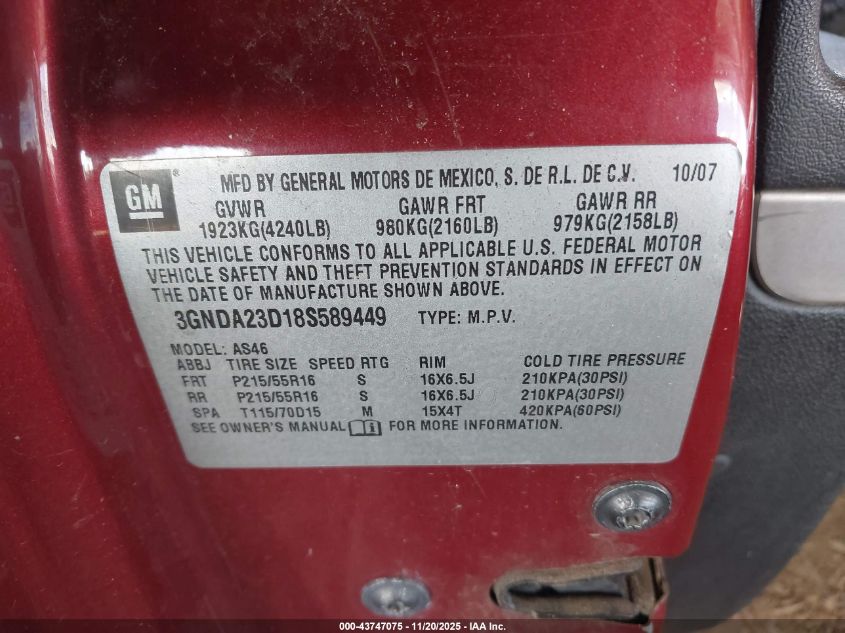 GM
MFD BY GENERAL MOTORS DE MEXICO, S. DE R.L. DE C.V. 10/07
GVWR GAWR FRT GAWR RR
1923KG(4240LB) 980KG(2160LB) 979KG(2158LB)
THIS VEHICLE CONFORMS TO ALL APPLICABLE U.S. FEDERAL MOTOR
VEHICLE SAFETY AND THEFT PREVENTION STANDARDS IN EFFECT ON
THE DATE OF MANUFACTURE SHOWN ABOVE.
3GNDA23D18S589449 TYPE: M.P.V.
MODEL: AS46
ABBJ TIRE SIZE SPEED RTG RIM COLD TIRE PRESSURE
FRT P215/55R16 S 16X6.5J 210KPA(30PSI)
RR P215/55R16 S 16X6.5J 210KPA(30PSI)
SPA T115/70D15 M 15X4T 420KPA(60PSI)
SEE OWNER'S MANUAL FOR MORE INFORMATION.
000-43747075 - 11/20/2025 - IAA Inc.